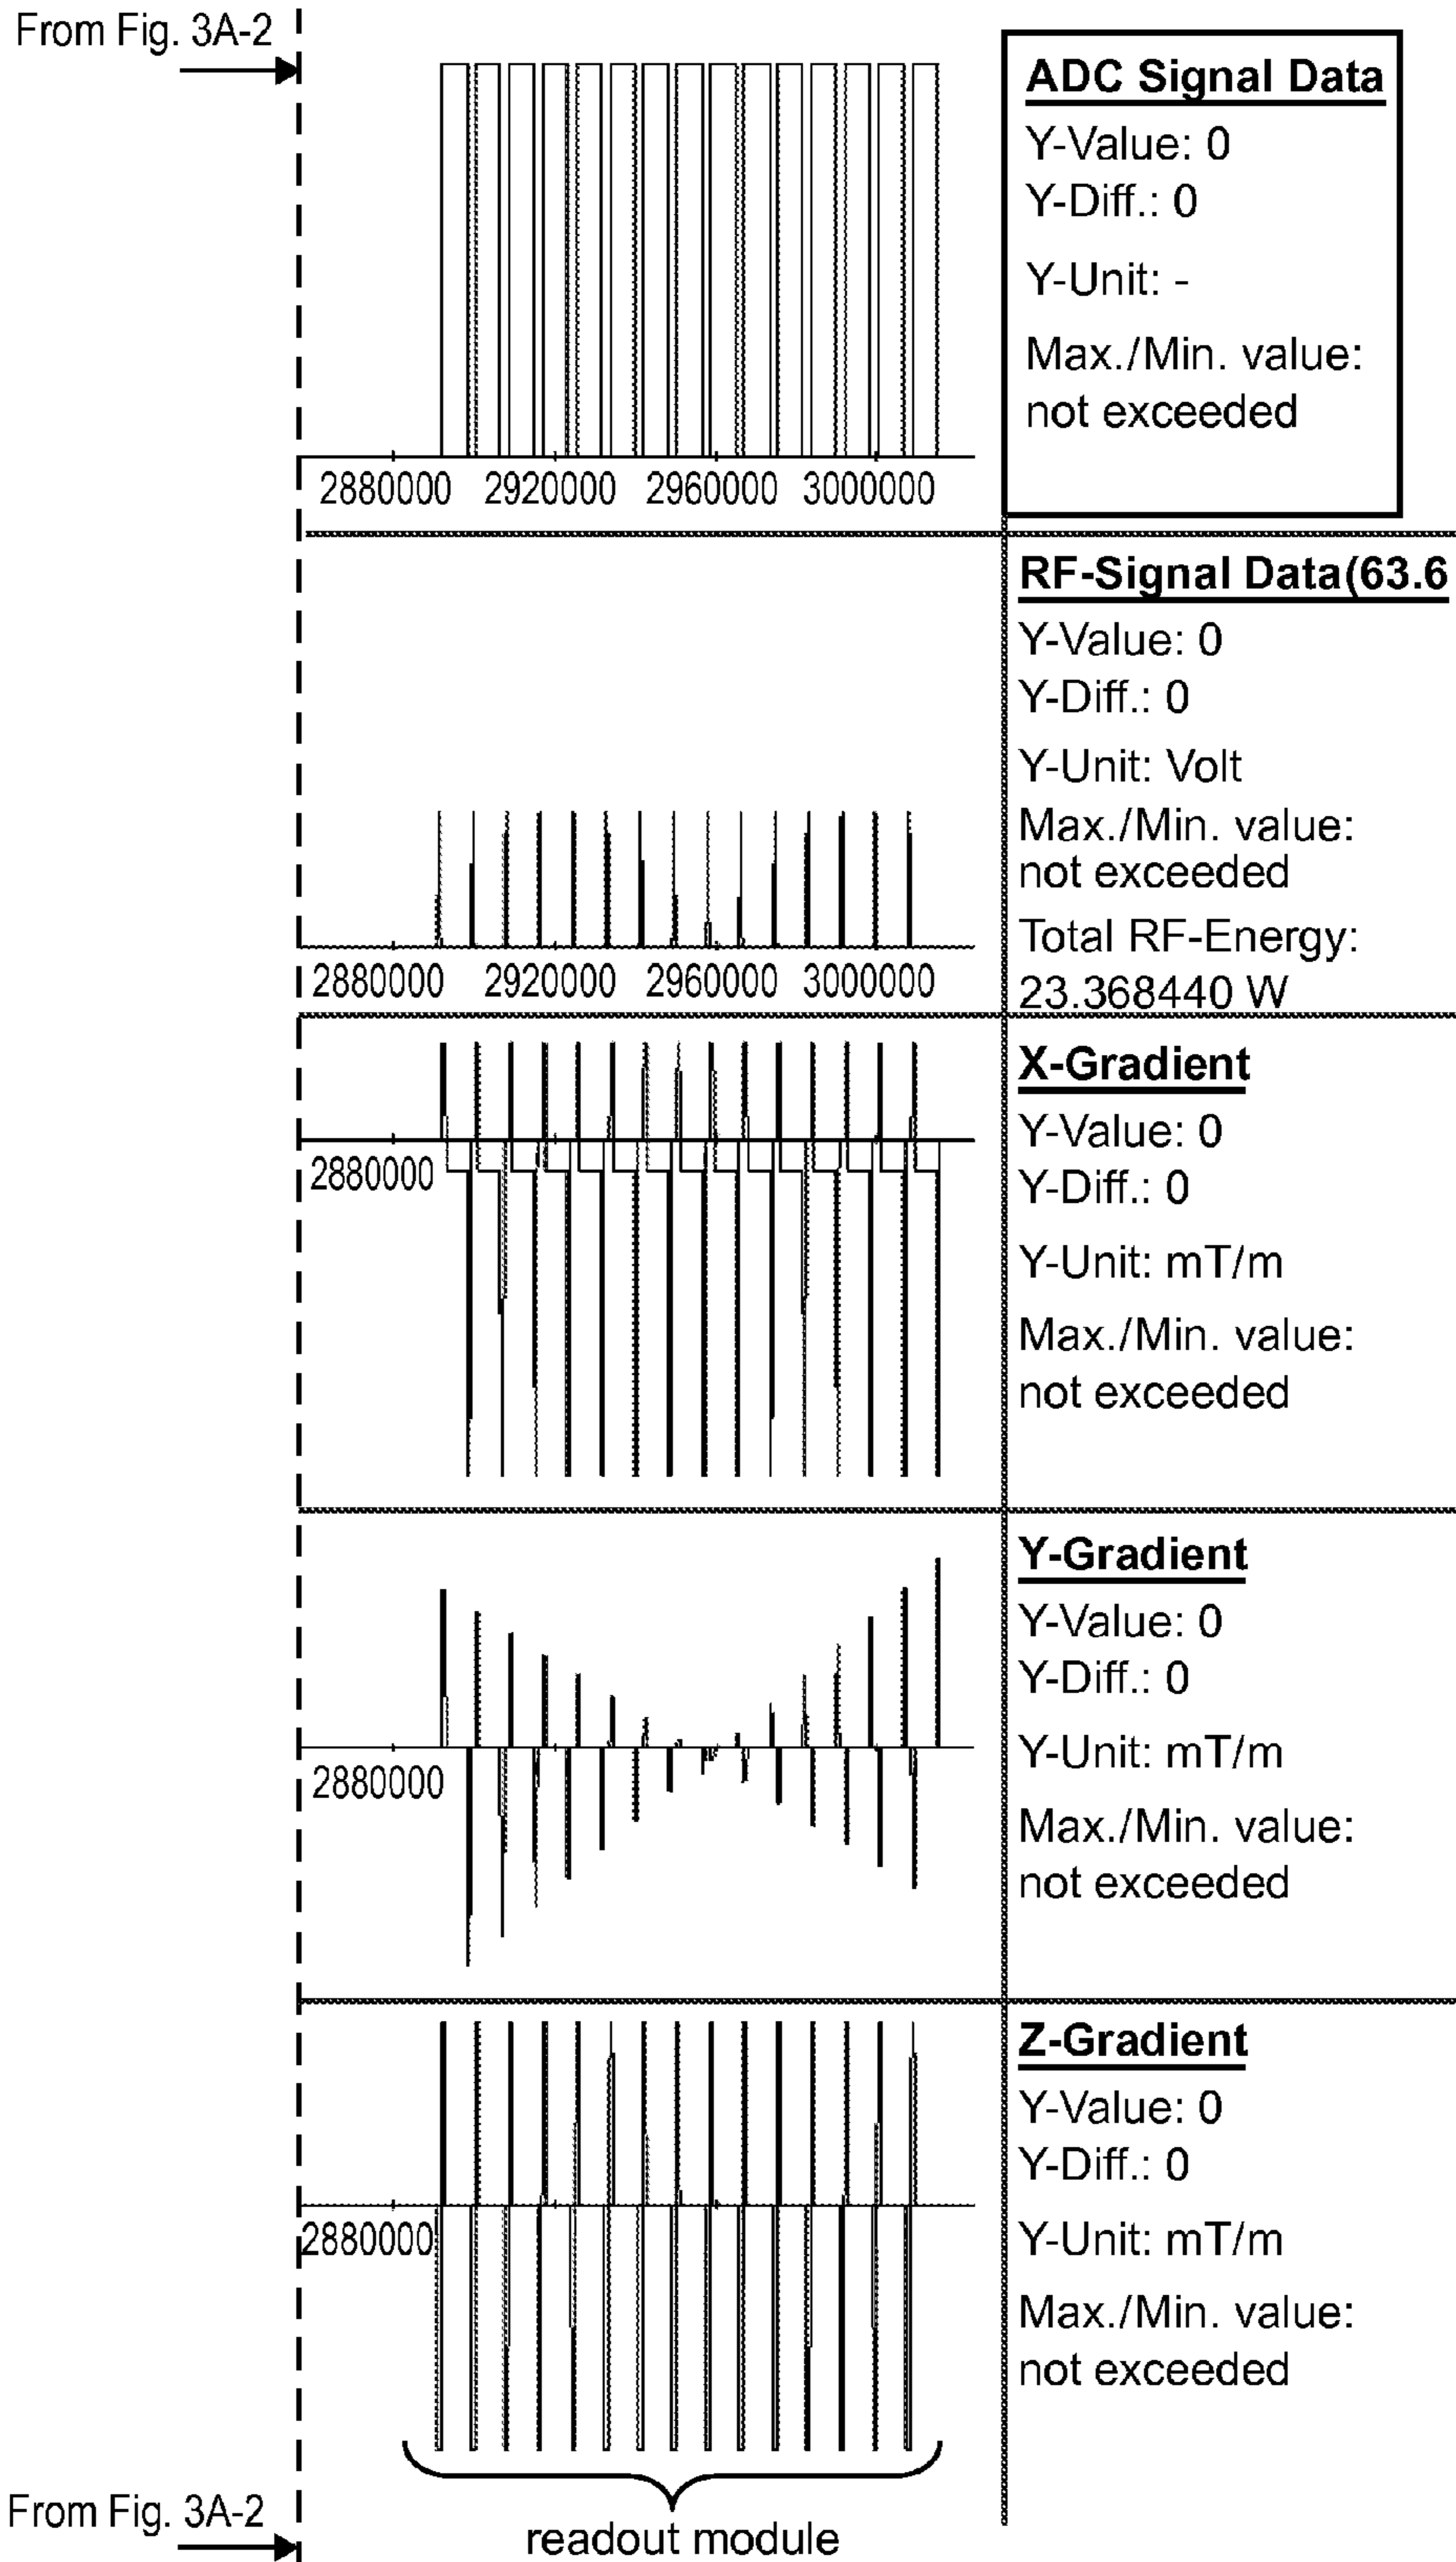 From Fig. 3A-2
ADC Signal Data
Y-Value: 0
Y-Diff.: 0
Y-Unit: -
Max./Min. value:
not exceeded
2880000 2920000 2960000 3000000
RF-Signal Data(63.6
Y-Value: 0
Y-Diff.: 0
Y-Unit: Volt
Max./Min. value:
not exceeded
Total RF-Energy:
23.368440 W
2880000 2920000 2960000 3000000
X-Gradient
Y-Value: 0
Y-Diff.: 0
Y-Unit: mT/m
Max./Min. value:
not exceeded
2880000
Y-Gradient
Y-Value: 0
Y-Diff.: 0
Y-Unit: mT/m
Max./Min. value:
not exceeded
2880000
Z-Gradient
Y-Value: 0
Y-Diff.: 0
Y-Unit: mT/m
Max./Min. value:
not exceeded
2880000
From Fig. 3A-2
readout module